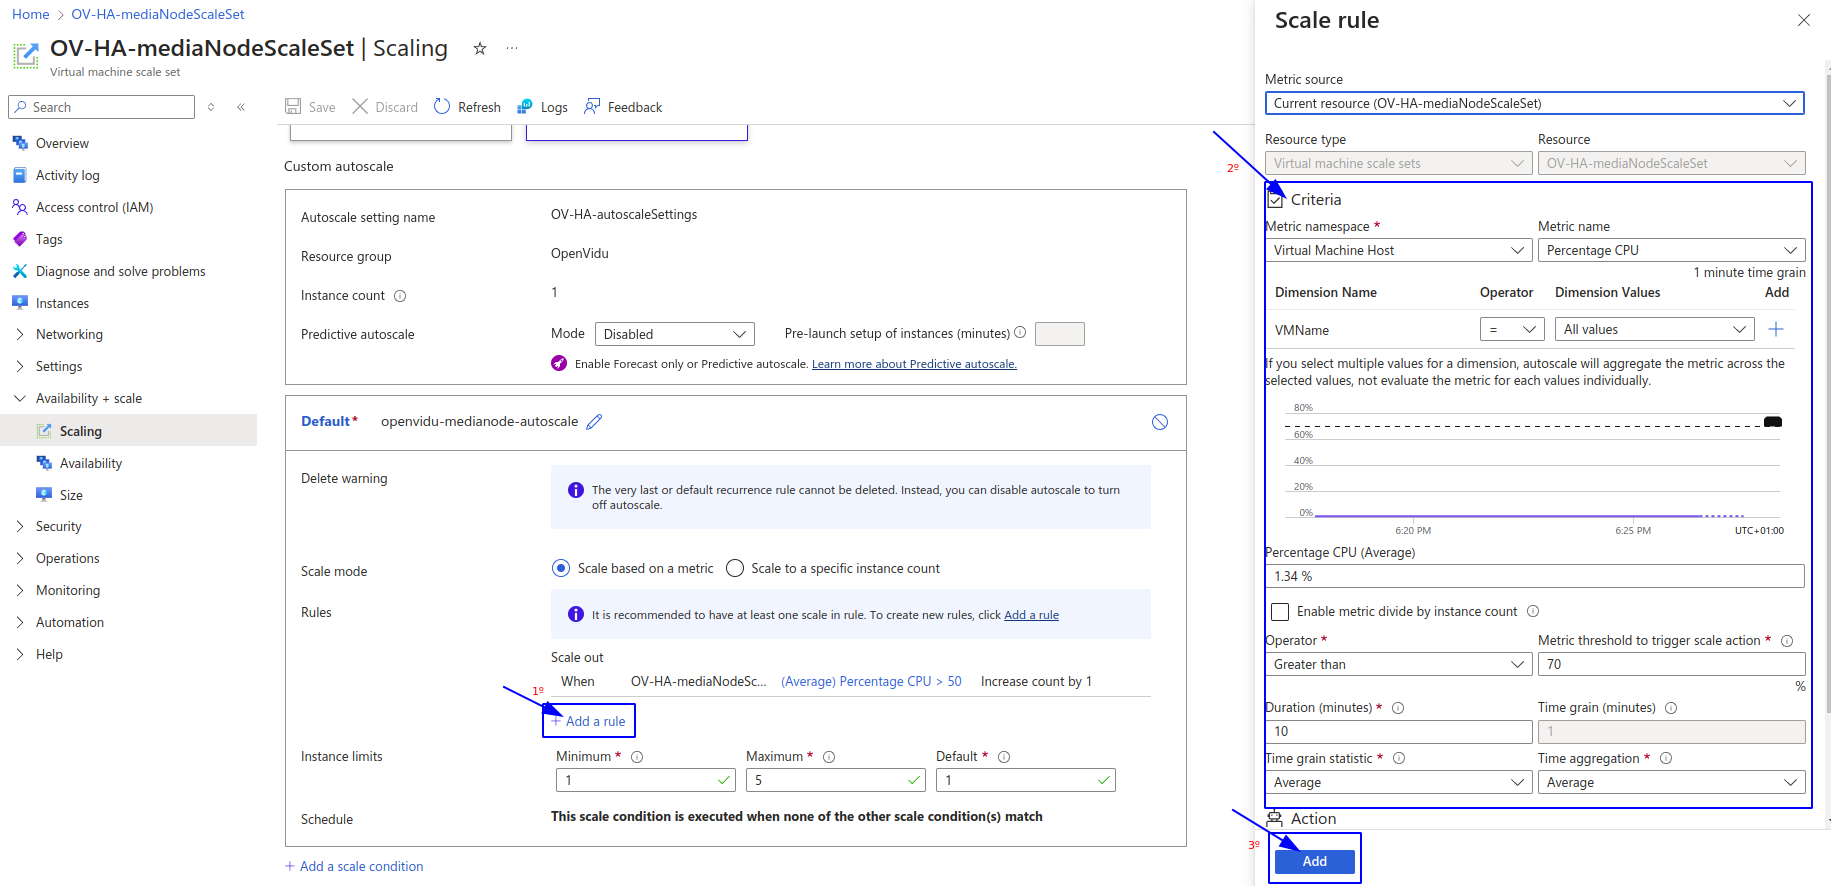 Home > OV-HA-mediaNodeScaleSet
OV-HA-mediaNodeScaleSet | Scaling
Virtual machine scale set
Search
Overview
Activity log
Access control (IAM)
Tags
Diagnose and solve problems
Instances
Networking
Settings
Availability + scale
Scaling
Availability
Size
Security
Operations
Monitoring
Automation
Help
Save Discard Refresh Logs Feedback
Custom autoscale
Autoscale setting name OV-HA-autoscaleSettings
Resource group OpenVidu
Instance count 1
Predictive autoscale Mode Disabled Pre-launch setup of instances (minutes)
Enable Forecast only or Predictive autoscale. Learn more about Predictive autoscale.
Default* openvidu-medianode-autoscale
Delete warning
The very last or default recurrence rule cannot be deleted. Instead, you can disable autoscale to turn
off autoscale.
Scale mode Scale based on a metric Scale to a specific instance count
Rules It is recommended to have at least one scale in rule. To create new rules, click Add a rule
Scale out
When OV-HA-mediaNodeSc... (Average) Percentage CPU > 50 Increase count by 1
1º
+ Add a rule
Instance limits Minimum * Maximum * Default *
1 5 1
Schedule This scale condition is executed when none of the other scale condition(s) match
+ Add a scale condition
Scale rule
Metric source
Current resource (OV-HA-mediaNodeScaleSet)
Resource type Resource
Virtual machine scale sets OV-HA-mediaNodeScaleSet
2º
Criteria
Metric namespace * Metric name
Virtual Machine Host Percentage CPU
1 minute time grain
Dimension Name Operator Dimension Values Add
VMName = All values +
If you select multiple values for a dimension, autoscale will aggregate the metric across the
selected values, not evaluate the metric for each values individually.
80%
60%
40%
20%
0%
6:20 PM 6:25 PM UTC+01:00
Percentage CPU (Average)
1.34 %
Enable metric divide by instance count
Operator * Metric threshold to trigger scale action *
Greater than 70
%
Duration (minutes) * Time grain (minutes)
10 1
Time grain statistic * Time aggregation *
Average Average
Action
3º
Add